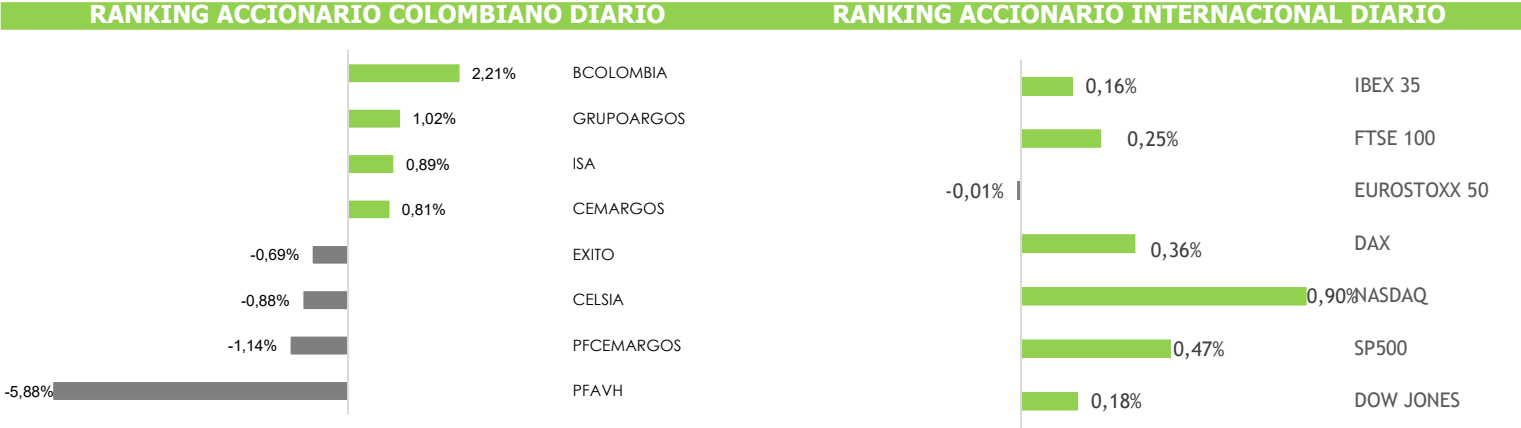 RANKING ACCIONARIO COLOMBIANO DIARIO
2,21% BCOLOMBIA
1,02% GRUPOARGOS
0,89% ISA
0,81% CEMARGOS
-0,69% EXITO
-0,88% CELSIA
-1,14% PFCEMARGOS
-5,88% PFAVH
RANKING ACCIONARIO INTERNACIONAL DIARIO
0,16% IBEX 35
0,25% FTSE 100
-0,01% EUROSTOXX 50
0,36% DAX
0,90% NASDAQ
0,47% SP500
0,18% DOW JONES